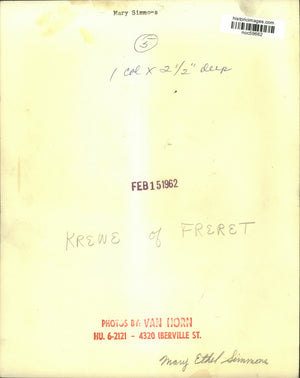 Mary Simmons
historicimages.com
noc59662
5
1 col x 2 1/2" deep
FEB 15 1962
KREWE of FRERET
PHOTOS BY: VAN HORN
HU. 6-2121 - 4320 IBERVILLE ST.
Mary Ethel Simmons